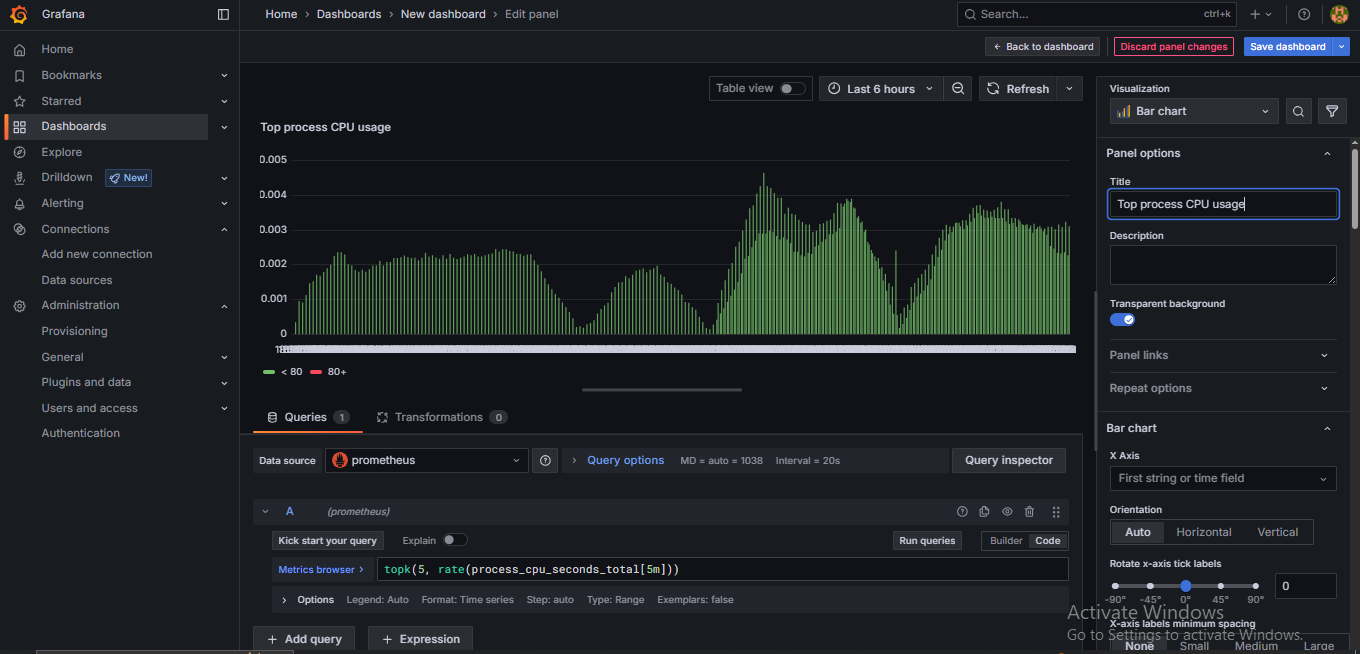 Grafana
Home › Dashboards › New dashboard › Edit panel
Search...
ctrl+k
Back to dashboard
Discard panel changes
Save dashboard
Home
Bookmarks
Starred
Dashboards
Explore
Drilldown
New!
Alerting
Connections
Add new connection
Data sources
Administration
Provisioning
General
Plugins and data
Users and access
Authentication
Table view
Last 6 hours
Refresh
Top process CPU usage
0.005
0.004
0.003
0.002
0.001
0
< 80
80+
Queries 1
Transformations 0
Data source
prometheus
Query options
MD = auto = 1038
Interval = 20s
Query inspector
A
(prometheus)
Kick start your query
Explain
Run queries
Builder
Code
Metrics browser >
topk(5, rate(process_cpu_seconds_total[5m]))
Options
Legend: Auto
Format: Time series
Step: auto
Type: Range
Exemplars: false
+ Add query
+ Expression
Visualization
Bar chart
Panel options
Title
Top process CPU usage
Description
Transparent background
Panel links
Repeat options
Bar chart
X Axis
First string or time field
Orientation
Auto
Horizontal
Vertical
Rotate x-axis tick labels
-90°
-45°
0°
45°
90°
0
Activate Windows
X-axis labels minimum spacing
Go to Settings to activate Windows.
None
Small
Medium
Large